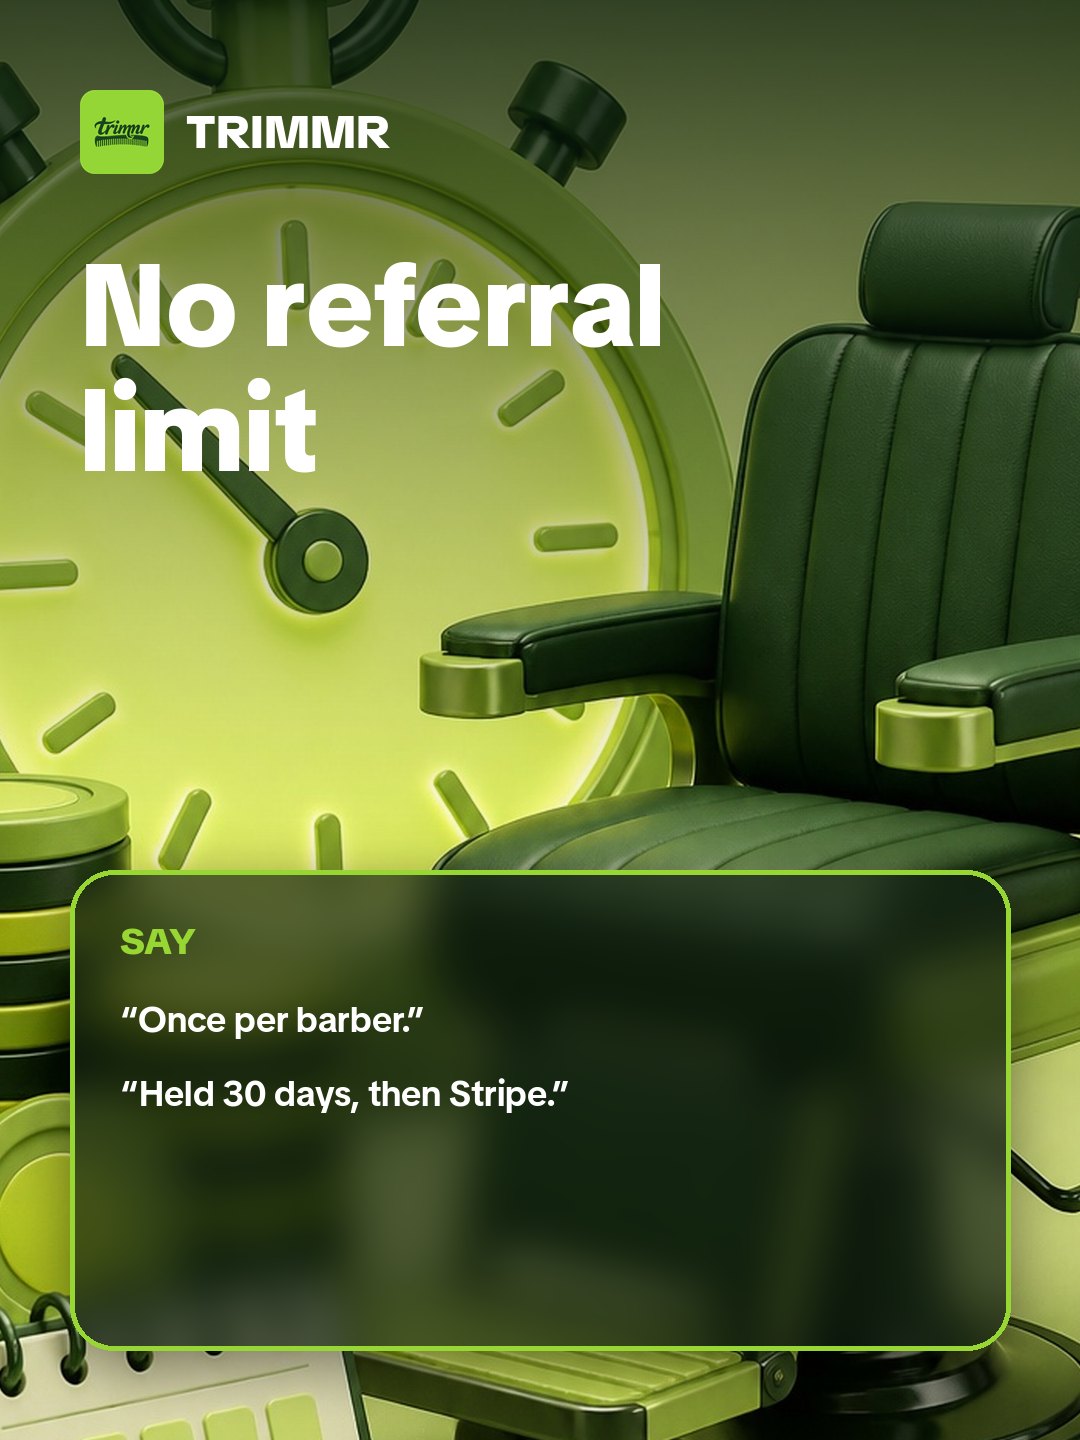 trimmr
TRIMMR
No referral
limit
SAY
“Once per barber.”
“Held 30 days, then Stripe.”